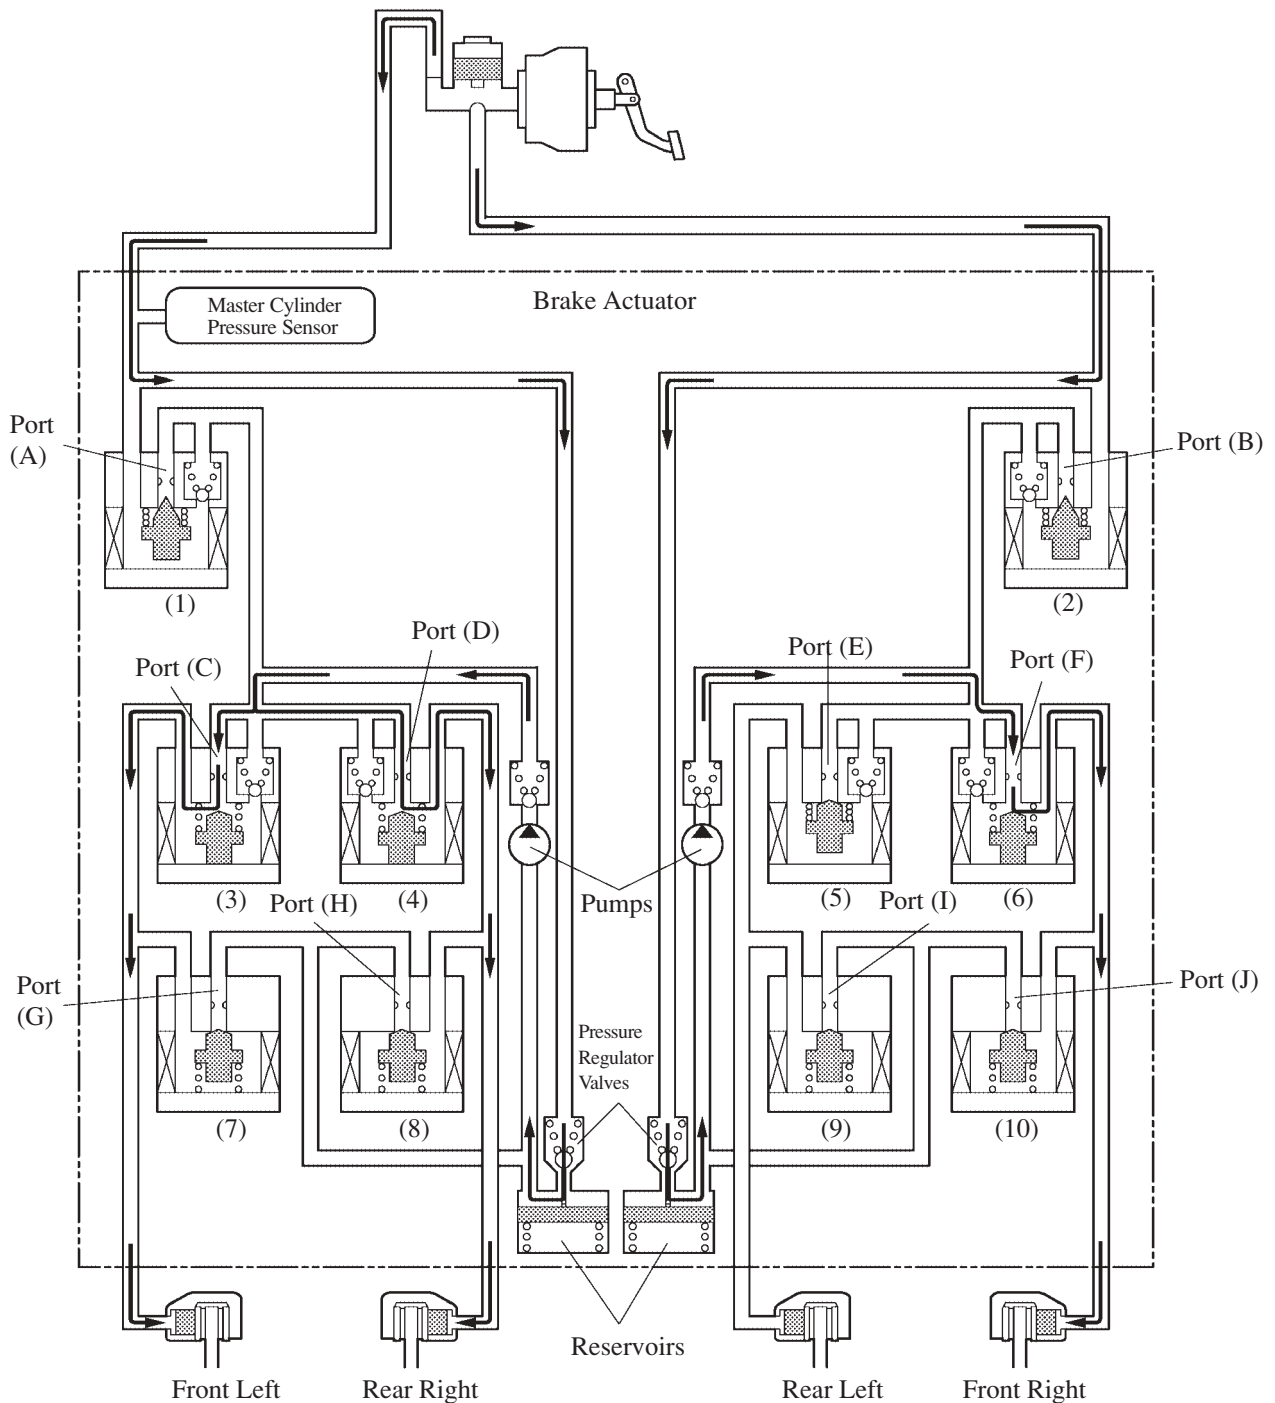 Master Cylinder
Pressure Sensor
Brake Actuator
Port
(A)
Port (B)
(1)
(2)
Port (D)
Port (C)
Port (E)
Port (F)
(3)
(4)
Port (H)
Pumps
(5)
(6)
Port (I)
Port
(G)
Port (J)
Pressure
Regulator
Valves
(7)
(8)
(9)
(10)
Reservoirs
Front Left
Rear Right
Rear Left
Front Right